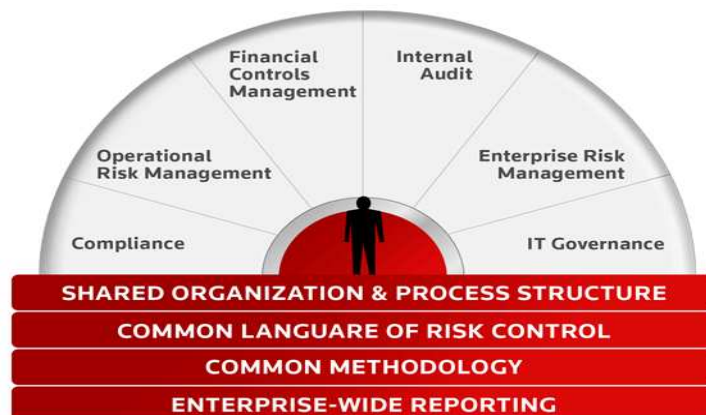 Financial
Controls
Management
Internal
Audit
Operational
Risk Management
Enterprise Risk
Management
Compliance
IT Governance
SHARED ORGANIZATION & PROCESS STRUCTURE
COMMON LANGUARE OF RISK CONTROL
COMMON METHODOLOGY
ENTERPRISE-WIDE REPORTING